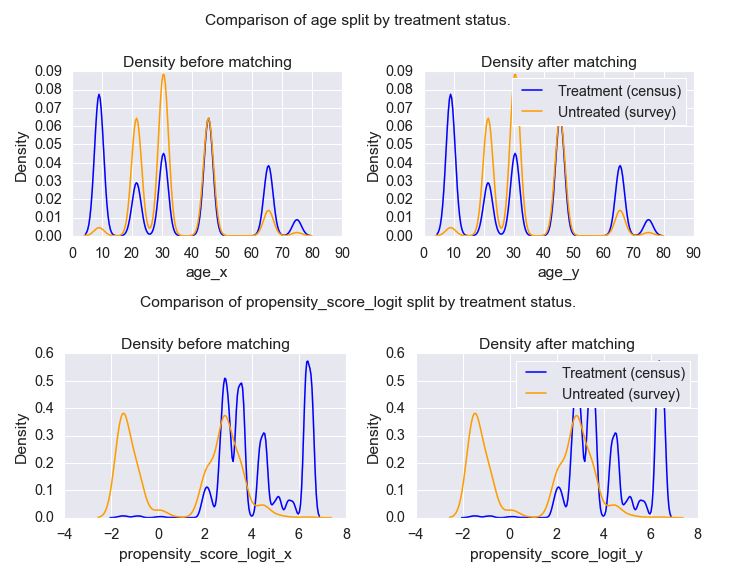 Comparison of age split by treatment status.
Density before matching
Density after matching
0.09
0.08
0.07
0.06
0.05
0.04
0.03
0.02
0.01
0.00
Density
0 10 20 30 40 50 60 70 80 90
age_x
0.09
0.08
0.07
0.06
0.05
0.04
0.03
0.02
0.01
0.00
Density
Treatment (census)
Untreated (survey)
0 10 20 30 40 50 60 70 80 90
age_y
Comparison of propensity_score_logit split by treatment status.
Density before matching
Density after matching
0.6
0.5
0.4
0.3
0.2
0.1
0.0
Density
−4 −2 0 2 4 6 8
propensity_score_logit_x
0.6
0.5
0.4
0.3
0.2
0.1
0.0
Density
Treatment (census)
Untreated (survey)
−4 −2 0 2 4 6 8
propensity_score_logit_y